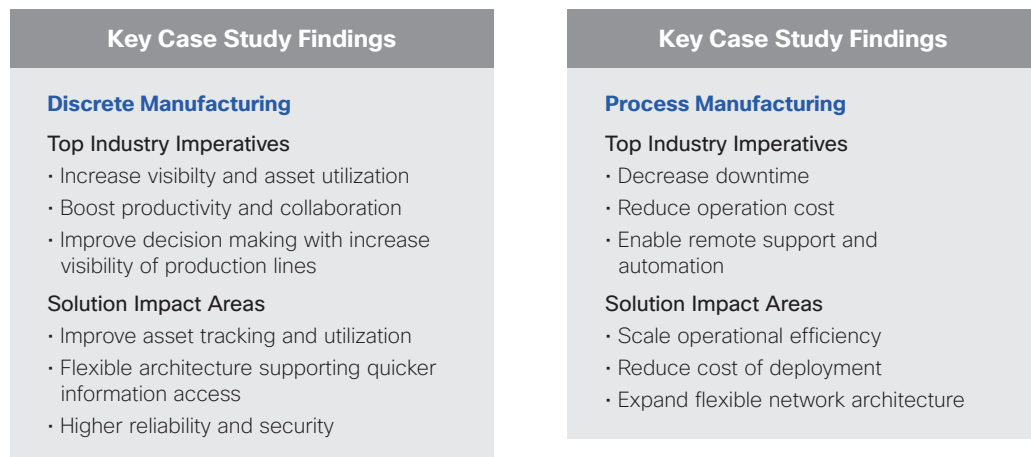 Key Case Study Findings
Discrete Manufacturing
Top Industry Imperatives
· Increase visibilty and asset utilization
· Boost productivity and collaboration
· Improve decision making with increase
visibility of production lines
Solution Impact Areas
· Improve asset tracking and utilization
· Flexible architecture supporting quicker
information access
· Higher reliability and security
Key Case Study Findings
Process Manufacturing
Top Industry Imperatives
· Decrease downtime
· Reduce operation cost
· Enable remote support and
automation
Solution Impact Areas
· Scale operational efficiency
· Reduce cost of deployment
· Expand flexible network architecture